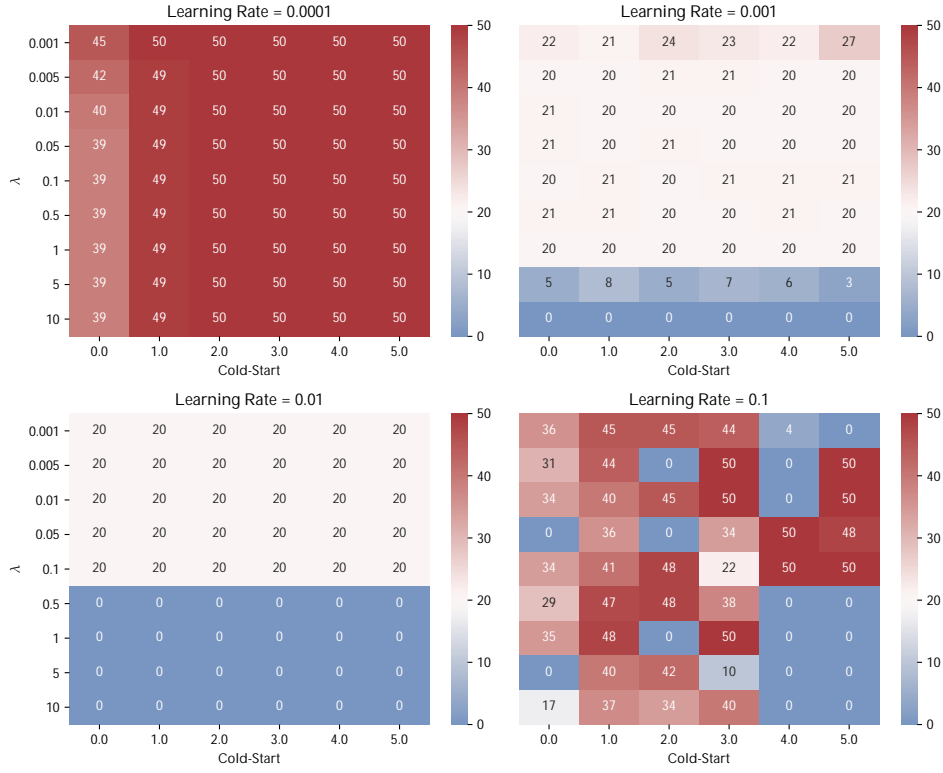 Learning Rate = 0.0001
0.001 45 50 50 50 50 50 50
0.005 42 49 50 50 50 50
0.01 40 49 50 50 50 50 40
0.05 39 49 50 50 50 50 30
λ 0.1 39 49 50 50 50 50
0.5 39 49 50 50 50 50 20
1 39 49 50 50 50 50
5 39 49 50 50 50 50 10
10 39 49 50 50 50 50 0
0.0 1.0 2.0 3.0 4.0 5.0
Cold-Start
Learning Rate = 0.001
22 21 24 23 22 27 50
20 20 21 21 20 20
21 20 20 20 20 20 40
21 20 21 20 20 20 30
20 21 20 21 21 21
21 21 20 20 21 20 20
20 20 20 20 20 20
5 8 5 7 6 3 10
0 0 0 0 0 0 0
0.0 1.0 2.0 3.0 4.0 5.0
Cold-Start
Learning Rate = 0.01
0.001 20 20 20 20 20 20 50
0.005 20 20 20 20 20 20
0.01 20 20 20 20 20 20 40
0.05 20 20 20 20 20 20 30
λ 0.1 20 20 20 20 20 20
0.5 0 0 0 0 0 0 20
1 0 0 0 0 0 0
5 0 0 0 0 0 0 10
10 0 0 0 0 0 0 0
0.0 1.0 2.0 3.0 4.0 5.0
Cold-Start
Learning Rate = 0.1
36 45 45 44 4 0 50
31 44 0 50 0 50
34 40 45 50 0 50 40
0 36 0 34 50 48 30
34 41 48 22 50 50
29 47 48 38 0 0 20
35 48 0 50 0 0
0 40 42 10 0 0 10
17 37 34 40 0 0 0
0.0 1.0 2.0 3.0 4.0 5.0
Cold-Start